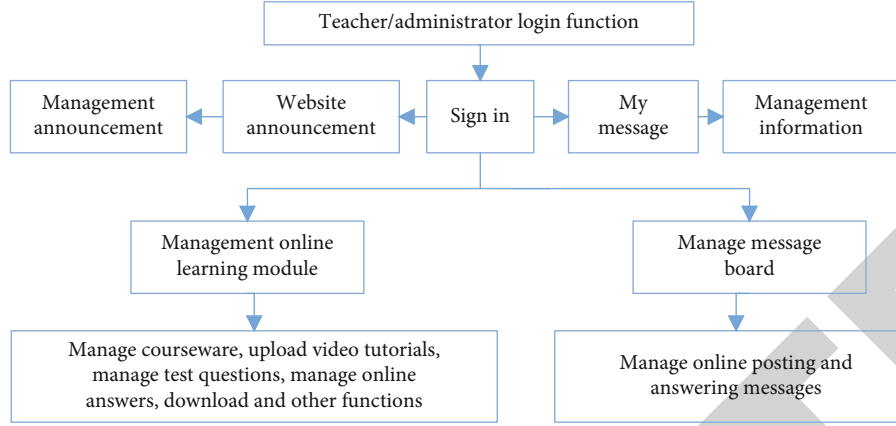 Teacher/administrator login function
Management
announcement
Website
announcement
Sign in
My
message
Management
information
Management online
learning module
Manage message
board
Manage courseware, upload video tutorials,
manage test questions, manage online
answers, download and other functions
Manage online posting and
answering messages